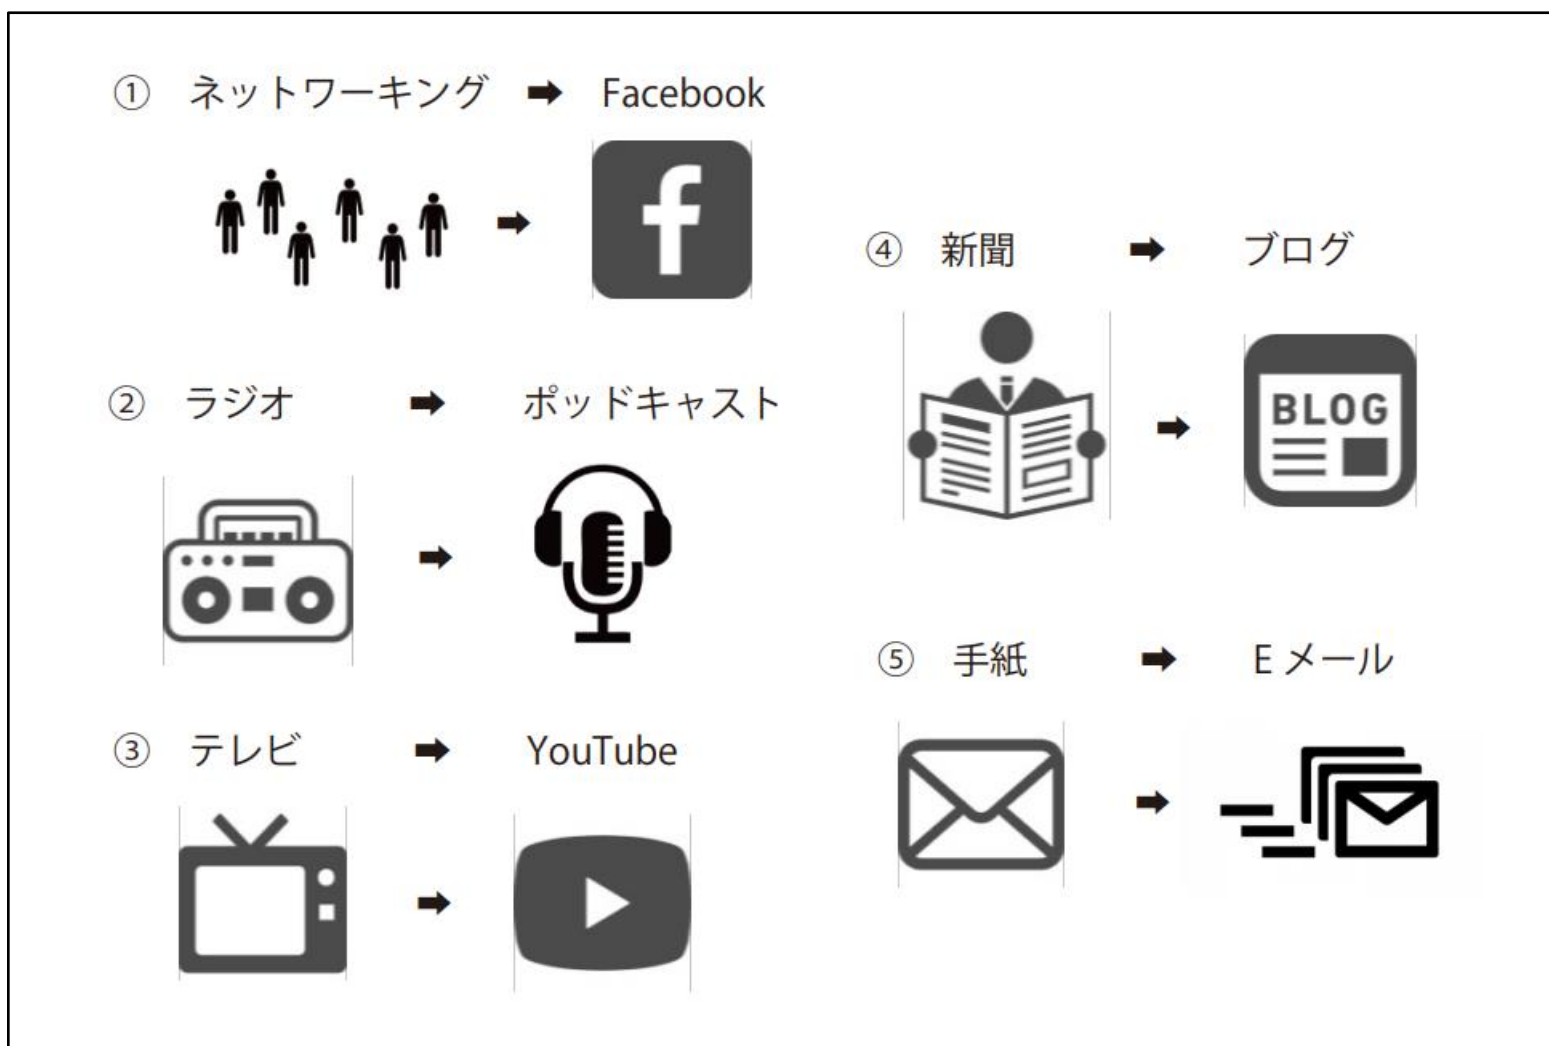 ① ネットワーキング ➡ Facebook
② ラジオ ➡ ポッドキャスト
③ テレビ ➡ YouTube
④ 新聞 ➡ ブログ
BLOG
⑤ 手紙 ➡ E メール